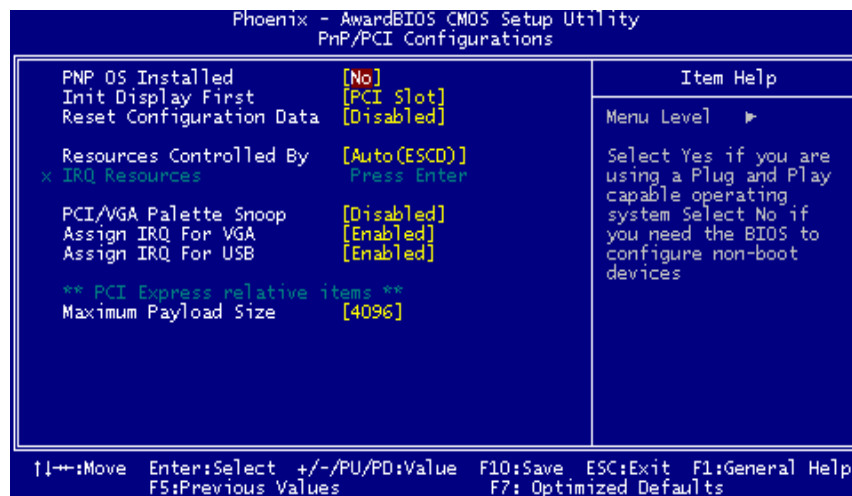 Phoenix - AwardBIOS CMOS Setup Utility
PnP/PCI Configurations
PNP OS Installed [No]
Init Display First [PCI Slot]
Reset Configuration Data [Disabled]
Resources Controlled By [Auto(ESCD)]
x IRQ Resources Press Enter
PCI/VGA Palette Snoop [Disabled]
Assign IRQ For VGA [Enabled]
Assign IRQ For USB [Enabled]
** PCI Express relative items **
Maximum Payload Size [4096]
Item Help
Menu Level ►
Select Yes if you are
using a Plug and Play
capable operating
system Select No if
you need the BIOS to
configure non-boot
devices
↑↓→←:Move Enter:Select +/-/PU/PD:Value F10:Save ESC:Exit F1:General Help
F5:Previous Values F7: Optimized Defaults